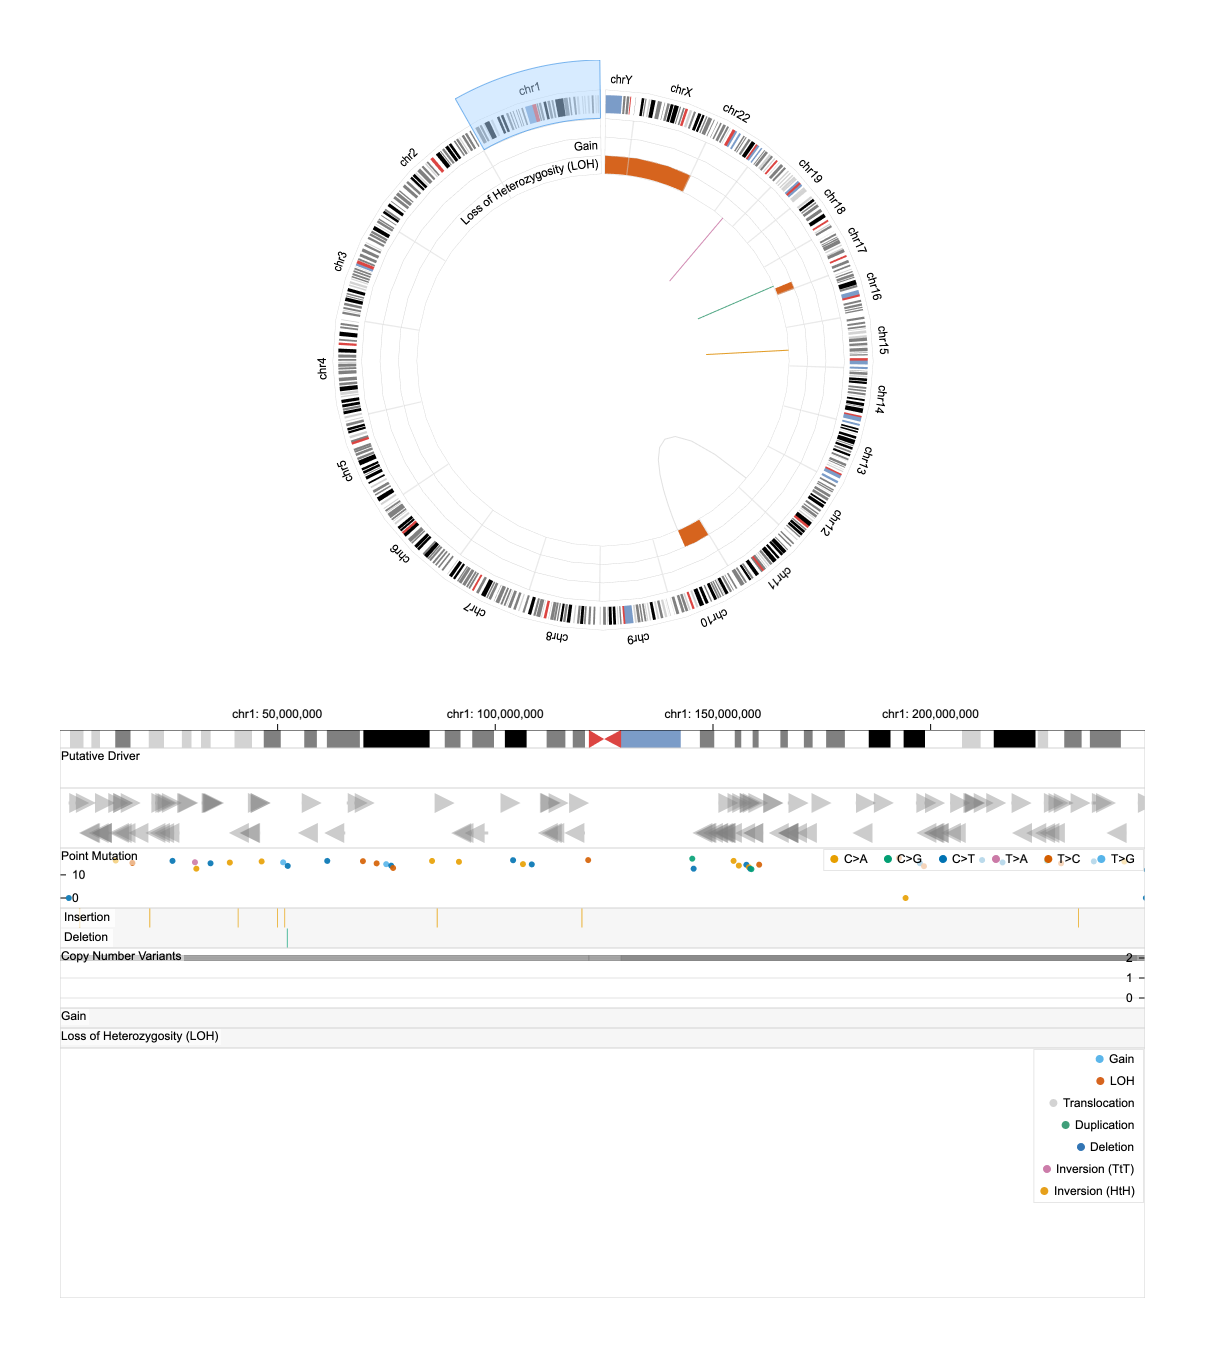 chr1
chrY
chrX
chr22
chr19
chr18
chr17
chr16
chr15
chr14
chr13
chr12
chr11
chr10
chr9
chr8
chr7
chr6
chr5
chr4
chr3
chr2
Gain
Loss of Heterozygosity (LOH)
chr1: 50,000,000 chr1: 100,000,000 chr1: 150,000,000 chr1: 200,000,000
Putative Driver
Point Mutation
C>A C>G C>T T>A T>C T>G
10
0
Insertion
Deletion
Copy Number Variants
2
1
0
Gain
Loss of Heterozygosity (LOH)
Gain
LOH
Translocation
Duplication
Deletion
Inversion (TtT)
Inversion (HtH)